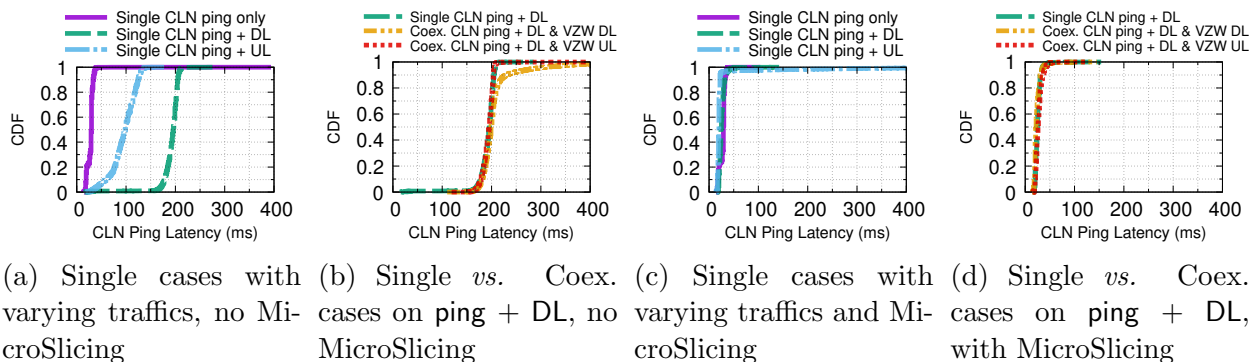 Single CLN ping only
Single CLN ping + DL
Single CLN ping + UL
1
0.8
0.6
0.4
0.2
0
CDF
0 100 200 300 400
CLN Ping Latency (ms)
(a) Single cases with
varying traffics, no Mi-
croSlicing
Single CLN ping + DL
Coex. CLN ping + DL & VZW DL
Coex. CLN ping + DL & VZW UL
1
0.8
0.6
0.4
0.2
0
CDF
0 100 200 300 400
CLN Ping Latency (ms)
(b) Single vs. Coex.
cases on ping + DL, no
MicroSlicing
Single CLN ping only
Single CLN ping + DL
Single CLN ping + UL
1
0.8
0.6
0.4
0.2
0
CDF
0 100 200 300 400
CLN Ping Latency (ms)
(c) Single cases with
varying traffics and Mi-
croSlicing
Single CLN ping + DL
Coex. CLN ping + DL & VZW DL
Coex. CLN ping + DL & VZW UL
1
0.8
0.6
0.4
0.2
0
CDF
0 100 200 300 400
CLN Ping Latency (ms)
(d) Single vs. Coex.
cases on ping + DL,
with MicroSlicing